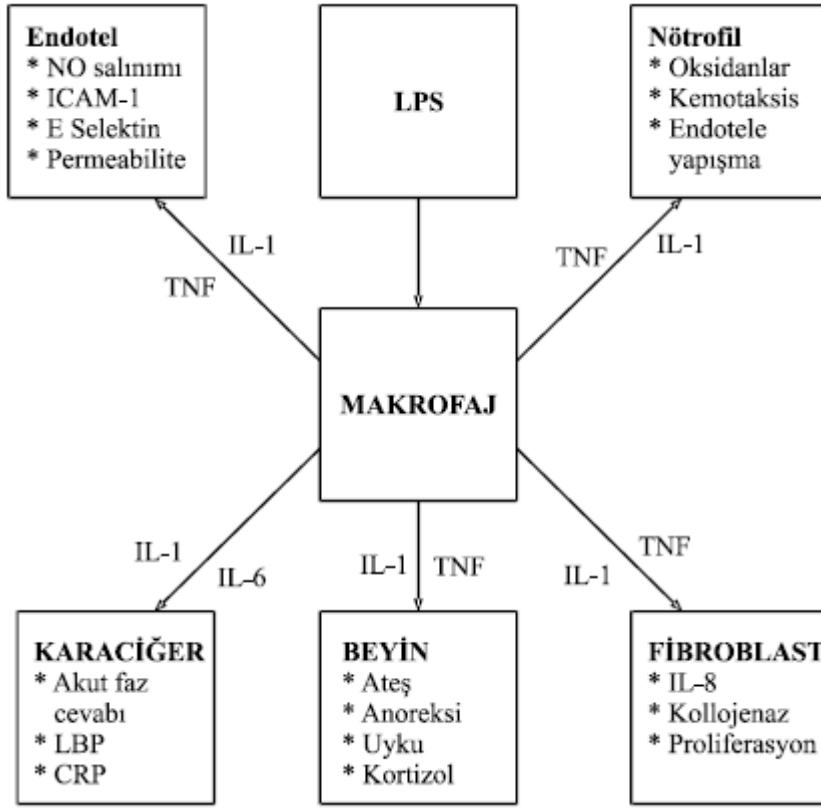 Endotel
* NO salınımı
* ICAM-1
* E Selektin
* Permeabilite
LPS
Nötrofil
* Oksidanlar
* Kemotaksis
* Endotele
yapışma
IL-1
TNF
TNF
IL-1
MAKROFAJ
IL-1
IL-6
IL-1
TNF
TNF
IL-1
KARACİĞER
* Akut faz
cevabı
* LBP
* CRP
BEYİN
* Ateş
* Anoreksi
* Uyku
* Kortizol
FİBROBLAST
* IL-8
* Kollojenaz
* Proliferasyon